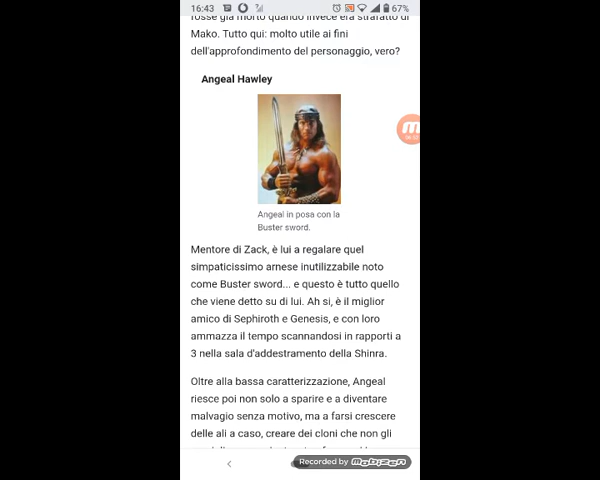 16:43
67%
fosse già morto quando invece era strafatto di
Mako. Tutto qui: molto utile ai fini
dell'approfondimento del personaggio, vero?
Angeal Hawley
Angeal in posa con la
Buster sword.
Mentore di Zack, è lui a regalare quel
simpaticissimo arnese inutilizzabile noto
come Buster sword... e questo è tutto quello
che viene detto su di lui. Ah si, è il miglior
amico di Sephiroth e Genesis, e con loro
ammazza il tempo scannandosi in rapporti a
3 nella sala d'addestramento della Shinra.
Oltre alla bassa caratterizzazione, Angeal
riesce poi non solo a sparire e a diventare
malvagio senza motivo, ma a farsi crescere
delle ali a caso, creare dei cloni che non gli
Recorded by mobizen